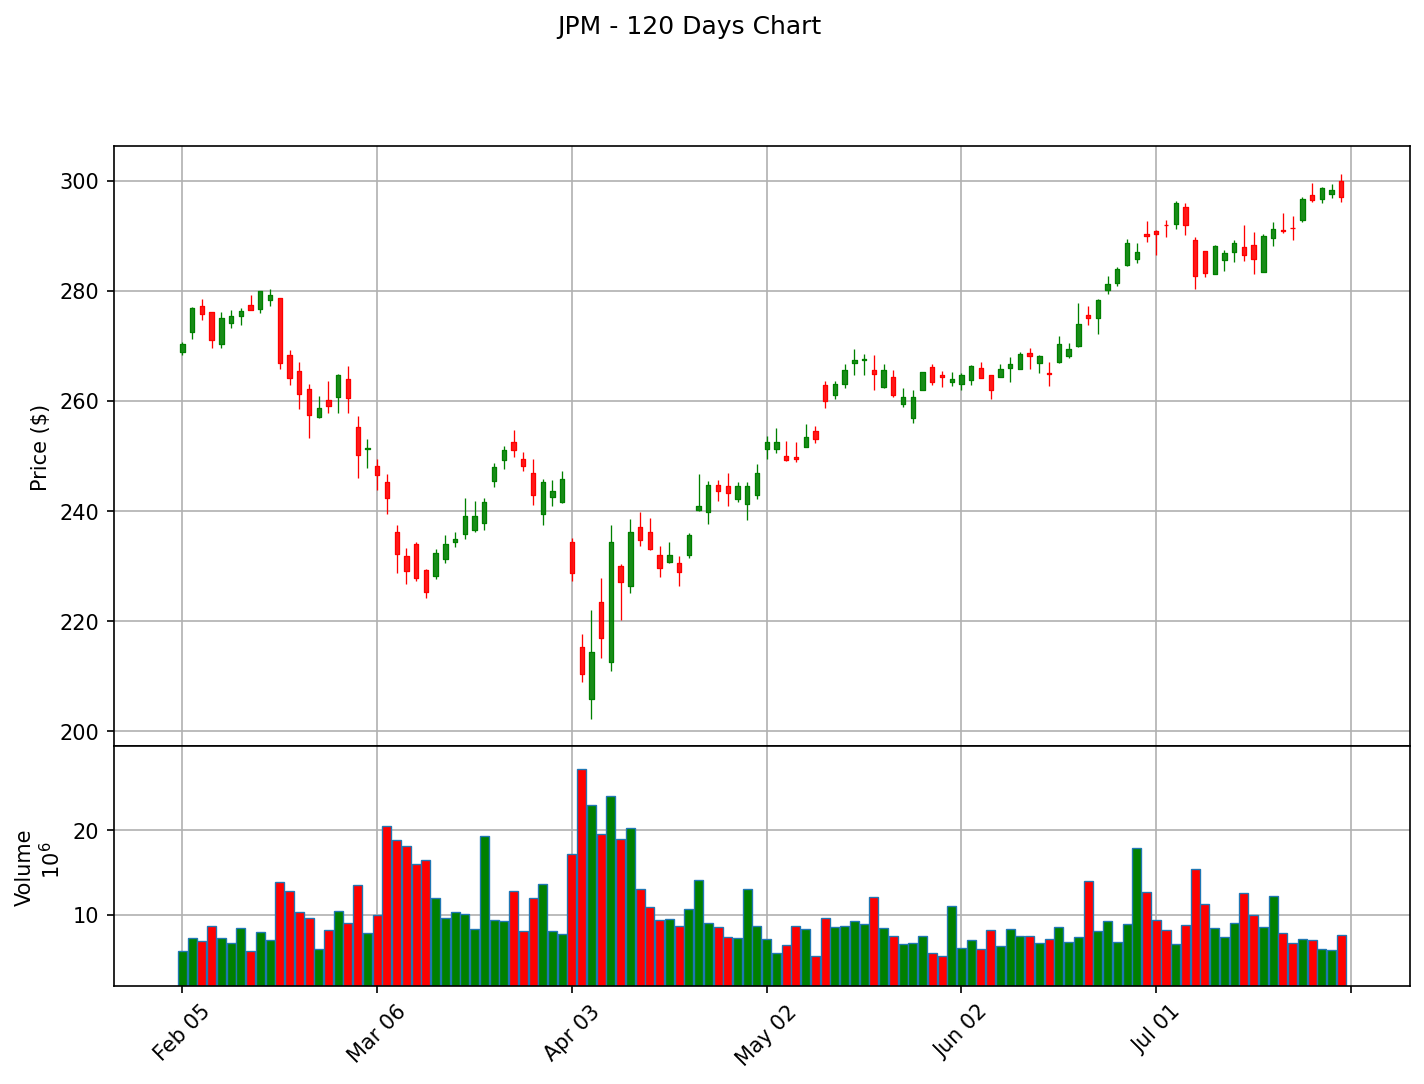 JPM - 120 Days Chart
Price ($)
300
280
260
240
220
200
Volume
10^6
20
10
Feb 05
Mar 06
Apr 03
May 02
Jun 02
Jul 01